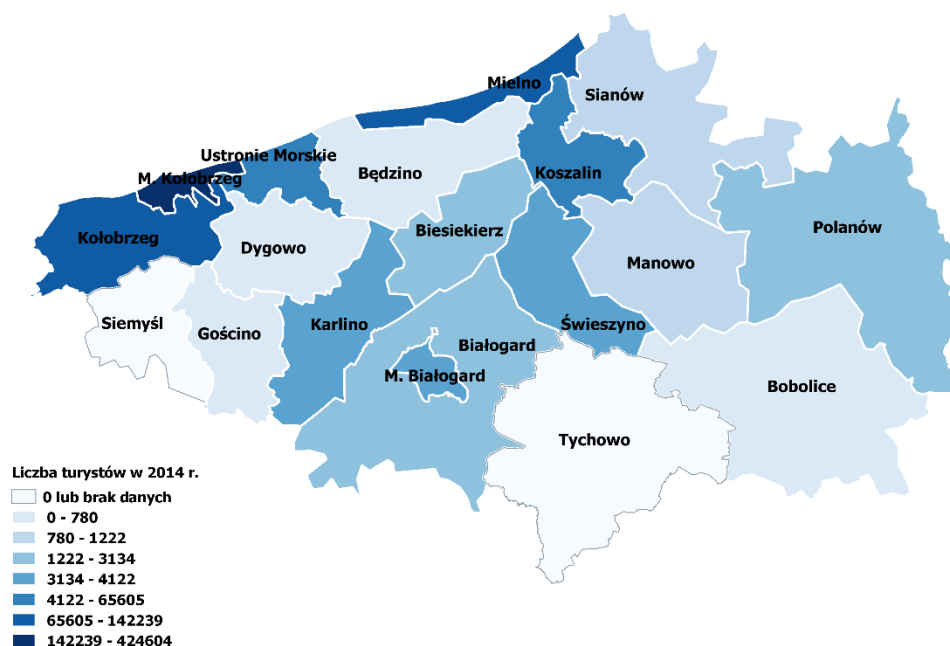 Mielno
Sianów
Ustronie Morskie
Będzino
Koszalin
M. Kołobrzeg
Polanów
Biesiekierz
Kołobrzeg
Dygowo
Manowo
Siemyśl
Gościno
Karlino
Świeszyno
Białogard
M. Białogard
Bobolice
Tychowo
Liczba turystów w 2014 r.
0 lub brak danych
0 - 780
780 - 1222
1222 - 3134
3134 - 4122
4122 - 65605
65605 - 142239
142239 - 424604